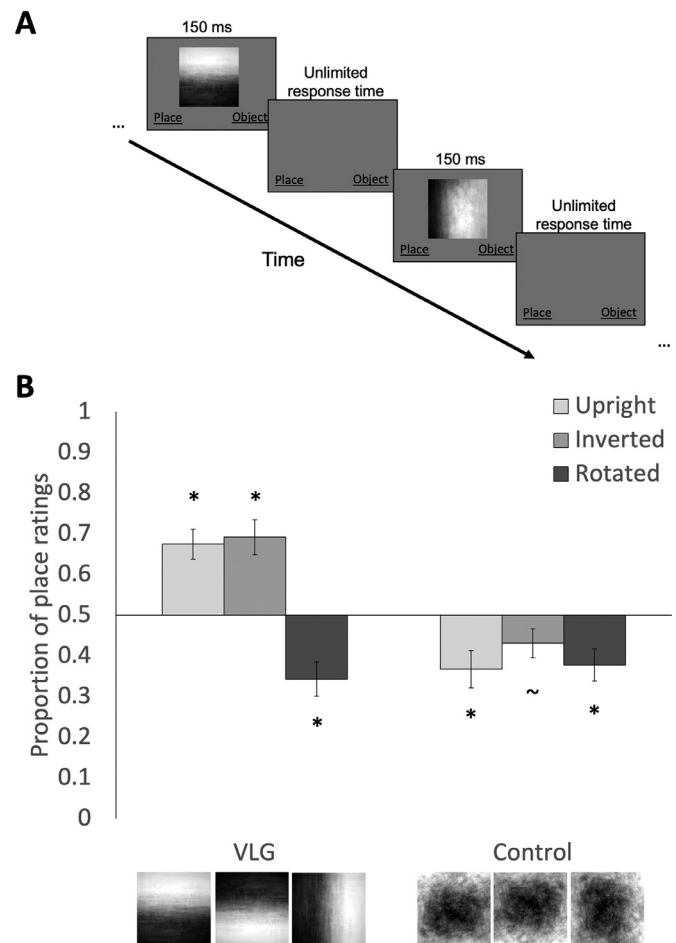 A
150 ms
Place Object
Unlimited
response time
Place Object
150 ms
Place Object
Unlimited
response time
Place Object
...
Time
...
B
Upright
Inverted
Rotated
Proportion of place ratings
1
0.9
0.8
0.7
0.6
0.5
0.4
0.3
0.2
0.1
0
* *
*
*
~
*
VLG Control